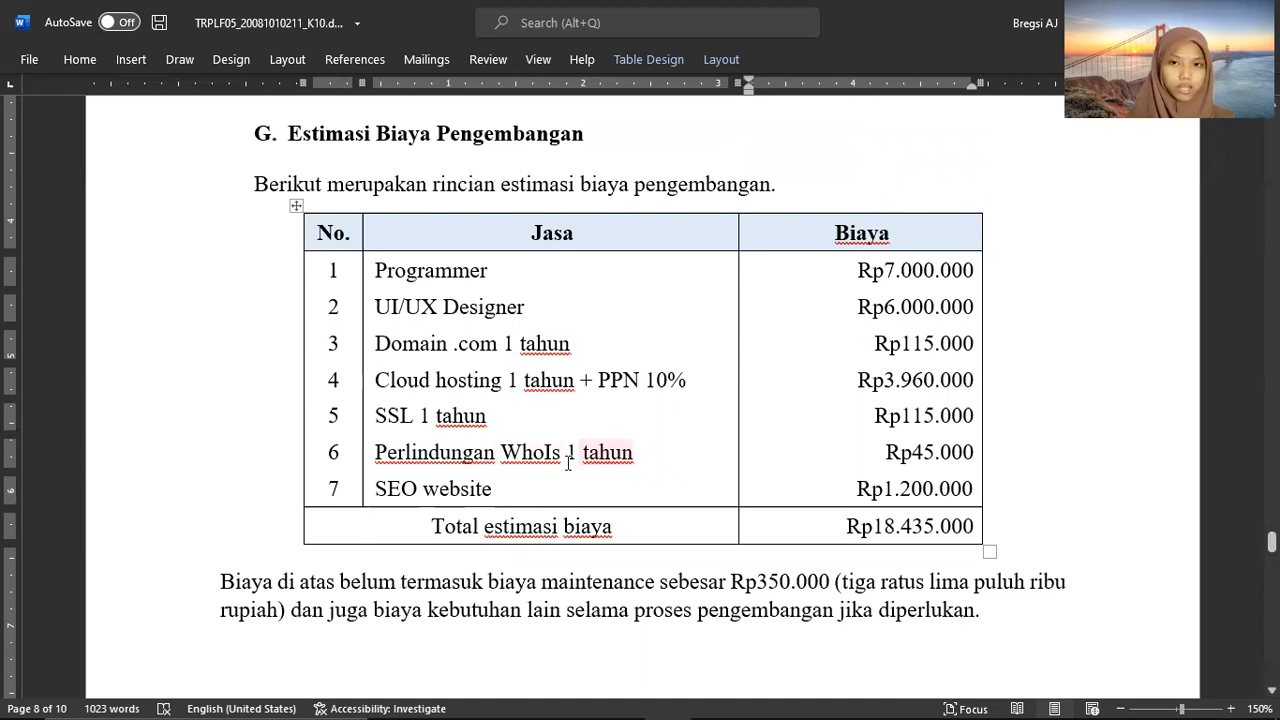 AutoSave Off TRPLF05_20081010211_K10.d... Search (Alt+Q) Bregsi AJ
File Home Insert Draw Design Layout References Mailings Review View Help Table Design Layout
1 2 3 4
G. Estimasi Biaya Pengembangan
Berikut merupakan rincian estimasi biaya pengembangan.
No. Jasa Biaya
1 Programmer Rp7.000.000
2 UI/UX Designer Rp6.000.000
3 Domain .com 1 tahun Rp115.000
4 Cloud hosting 1 tahun + PPN 10% Rp3.960.000
5 SSL 1 tahun Rp115.000
6 Perlindungan WhoIs 1 tahun Rp45.000
7 SEO website Rp1.200.000
Total estimasi biaya Rp18.435.000
Biaya di atas belum termasuk biaya maintenance sebesar Rp350.000 (tiga ratus lima puluh ribu
rupiah) dan juga biaya kebutuhan lain selama proses pengembangan jika diperlukan.
Page 8 of 10 1023 words English (United States) Accessibility: Investigate Focus 150%